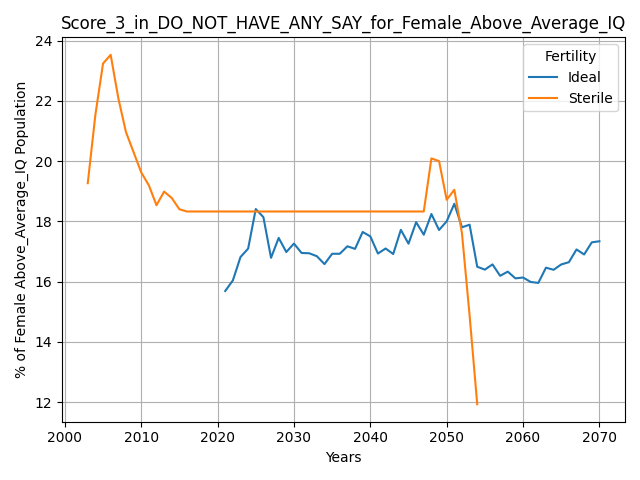 Score_3_in_DO_NOT_HAVE_ANY_SAY_for_Female_Above_Average_IQ
Fertility
Ideal
Sterile
% of Female Above_Average_IQ Population
24
22
20
18
16
14
12
2000 2010 2020 2030 2040 2050 2060 2070
Years